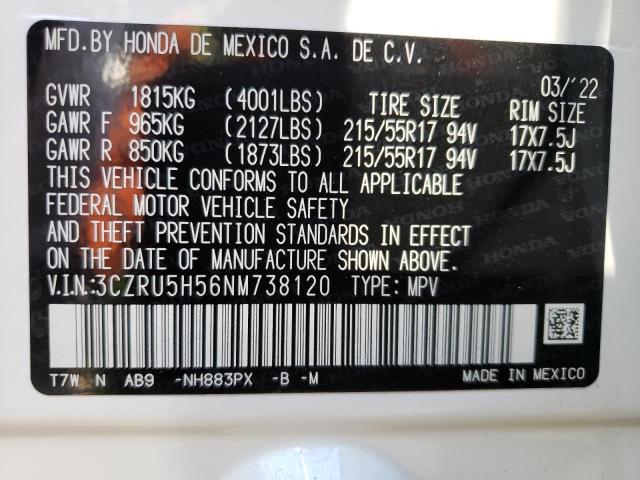 MFD.BY HONDA DE MEXICO S.A. DE C.V.
03/'22
GVWR 1815KG (4001LBS) TIRE SIZE RIM SIZE
GAWR F 965KG (2127LBS) 215/55R17 94V 17X7.5J
GAWR R 850KG (1873LBS) 215/55R17 94V 17X7.5J
THIS VEHICLE CONFORMS TO ALL APPLICABLE
FEDERAL MOTOR VEHICLE SAFETY
AND THEFT PREVENTION STANDARDS IN EFFECT
ON THE DATE OF MANUFACTURE SHOWN ABOVE.
V.I.N.:3CZRU5H56NM738120 TYPE: MPV
T7W N AB9 -NH883PX -B -M
MADE IN MEXICO